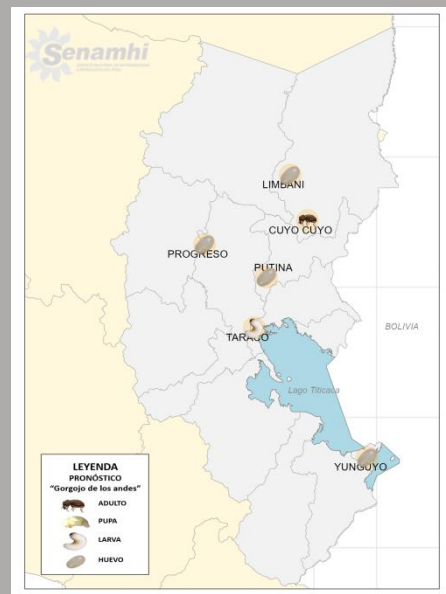 Senamhi
LIMBANI
CUYO CUYO
PROGRESO
PUTINA
TARACO
BOLIVIA
Lago Titicaca
YUNGUYO
LEYENDA
PRONÓSTICO
"Gorgojo de los andes"
ADULTO
PUPA
LARVA
HUEVO